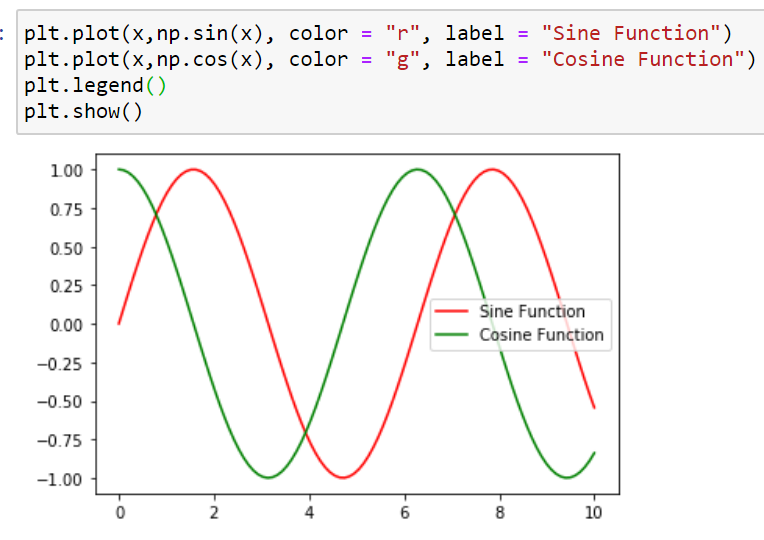 :
plt.plot(x,np.sin(x), color = "r", label = "Sine Function")
plt.plot(x,np.cos(x), color = "g", label = "Cosine Function")
plt.legend()
plt.show()
1.00
0.75
0.50
0.25
0.00
−0.25
−0.50
−0.75
−1.00
Sine Function
Cosine Function
0 2 4 6 8 10